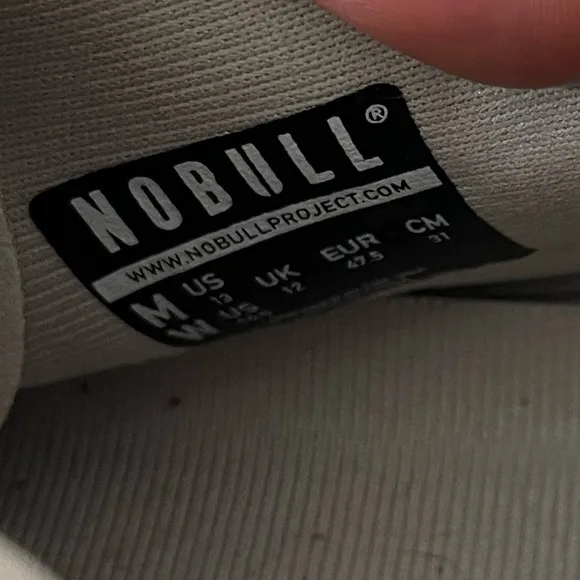 NOBULL®
WWW.NOBULLPROJECT.COM
M US UK EUR CM
13 12 47.5 31
W US